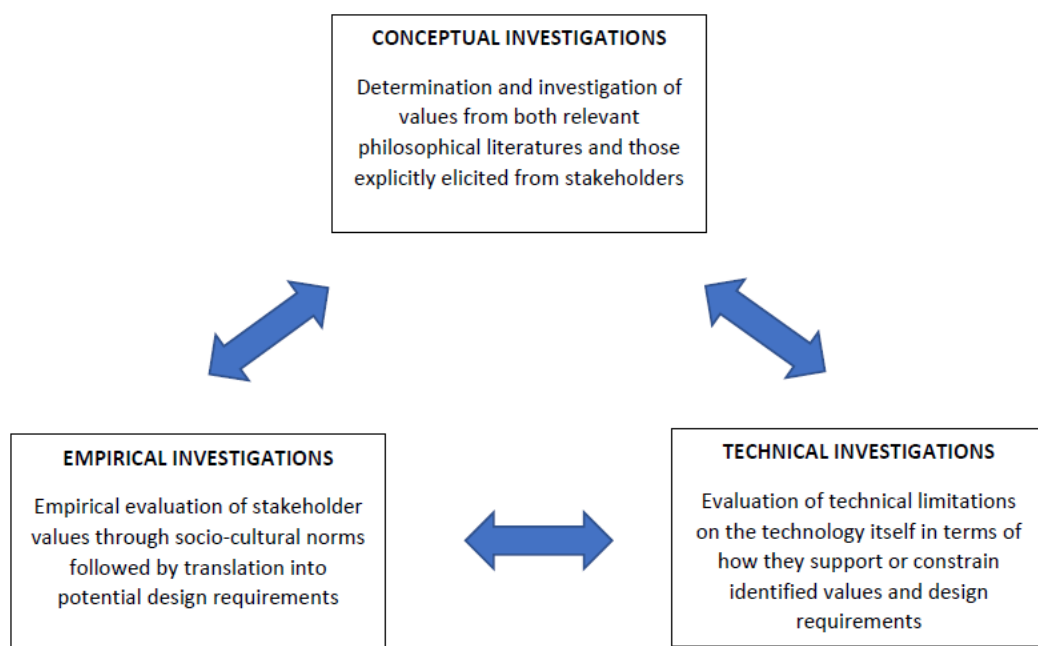 CONCEPTUAL INVESTIGATIONS
Determination and investigation of
values from both relevant
philosophical literatures and those
explicitly elicited from stakeholders
EMPIRICAL INVESTIGATIONS
Empirical evaluation of stakeholder
values through socio-cultural norms
followed by translation into
potential design requirements
TECHNICAL INVESTIGATIONS
Evaluation of technical limitations
on the technology itself in terms of
how they support or constrain
identified values and design
requirements